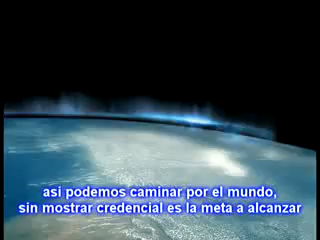 asi podemos caminar por el mundo,
sin mostrar credencial es la meta a alcanzar